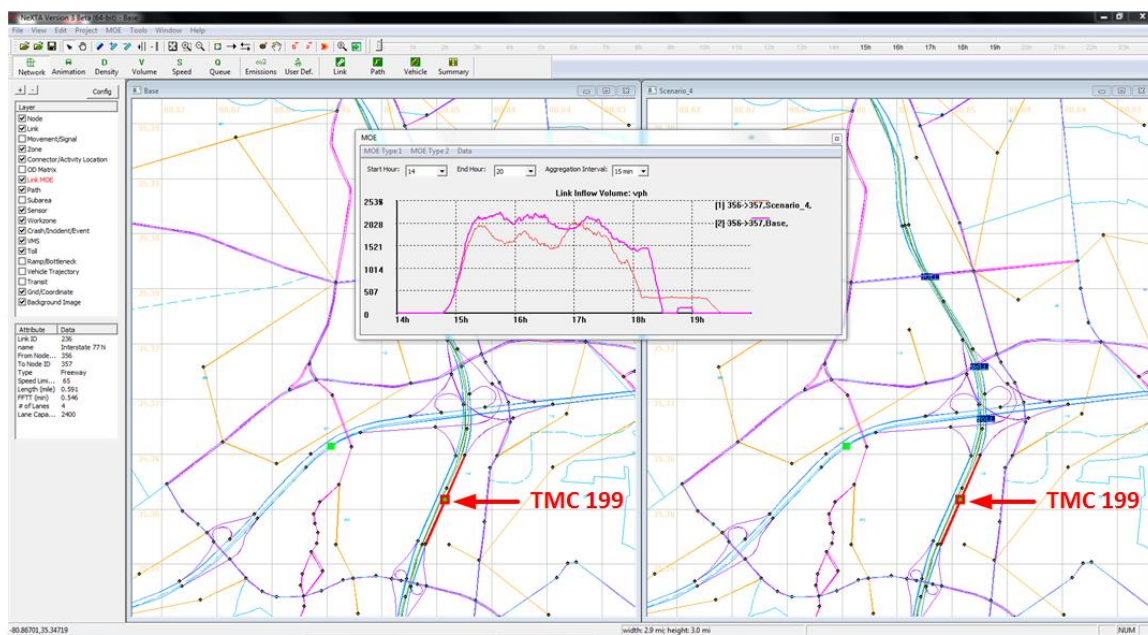 NeXTA Version 3 Beta (64-bit) - Base
File View Edit Project MOE Tools Window Help
15h 16h 17h 18h 19h 20h
Network Animation Density Volume Speed Queue Emissions User Def. Link Path Vehicle Summary
Config
Layer
Node
Link
Movement/Signal
Zone
Connector/Activity Location
OD Matrix
Link MOE
Path
Subarea
Sensor
Workzone
Crash/Incident/Event
VMS
Toll
Ramp/Bottleneck
Vehicle Trajectory
Transit
Grid/Coordinate
Background Image
Attribute Data
Link ID 236
name Interstate 77 N
From Node... 356
To Node ID 357
Type Freeway
Speed Limi... 65
Length (mile) 0.591
FFTT (min) 0.546
# of Lanes 4
Lane Capa... 2400
Base
Scenario_4
MOE
MOE Type 1 MOE Type 2 Data
Start Hour: 14 End Hour: 20 Aggregation Interval: 15 min
Link Inflow Volume: vph
[1] 356->357,Scenario_4,
[2] 356->357,Base,
2535
2028
1521
1014
507
0
14h 15h 16h 17h 18h 19h
TMC 199
TMC 199
-80.86701,35.34719
width: 2.9 mi; height: 3.0 mi
NUM